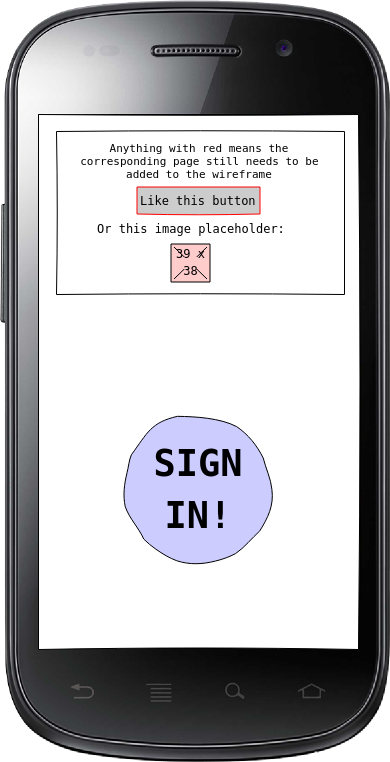 Anything with red means the
corresponding page still needs to be
added to the wireframe
Like this button
Or this image placeholder:
39 x
38
SIGN
IN!